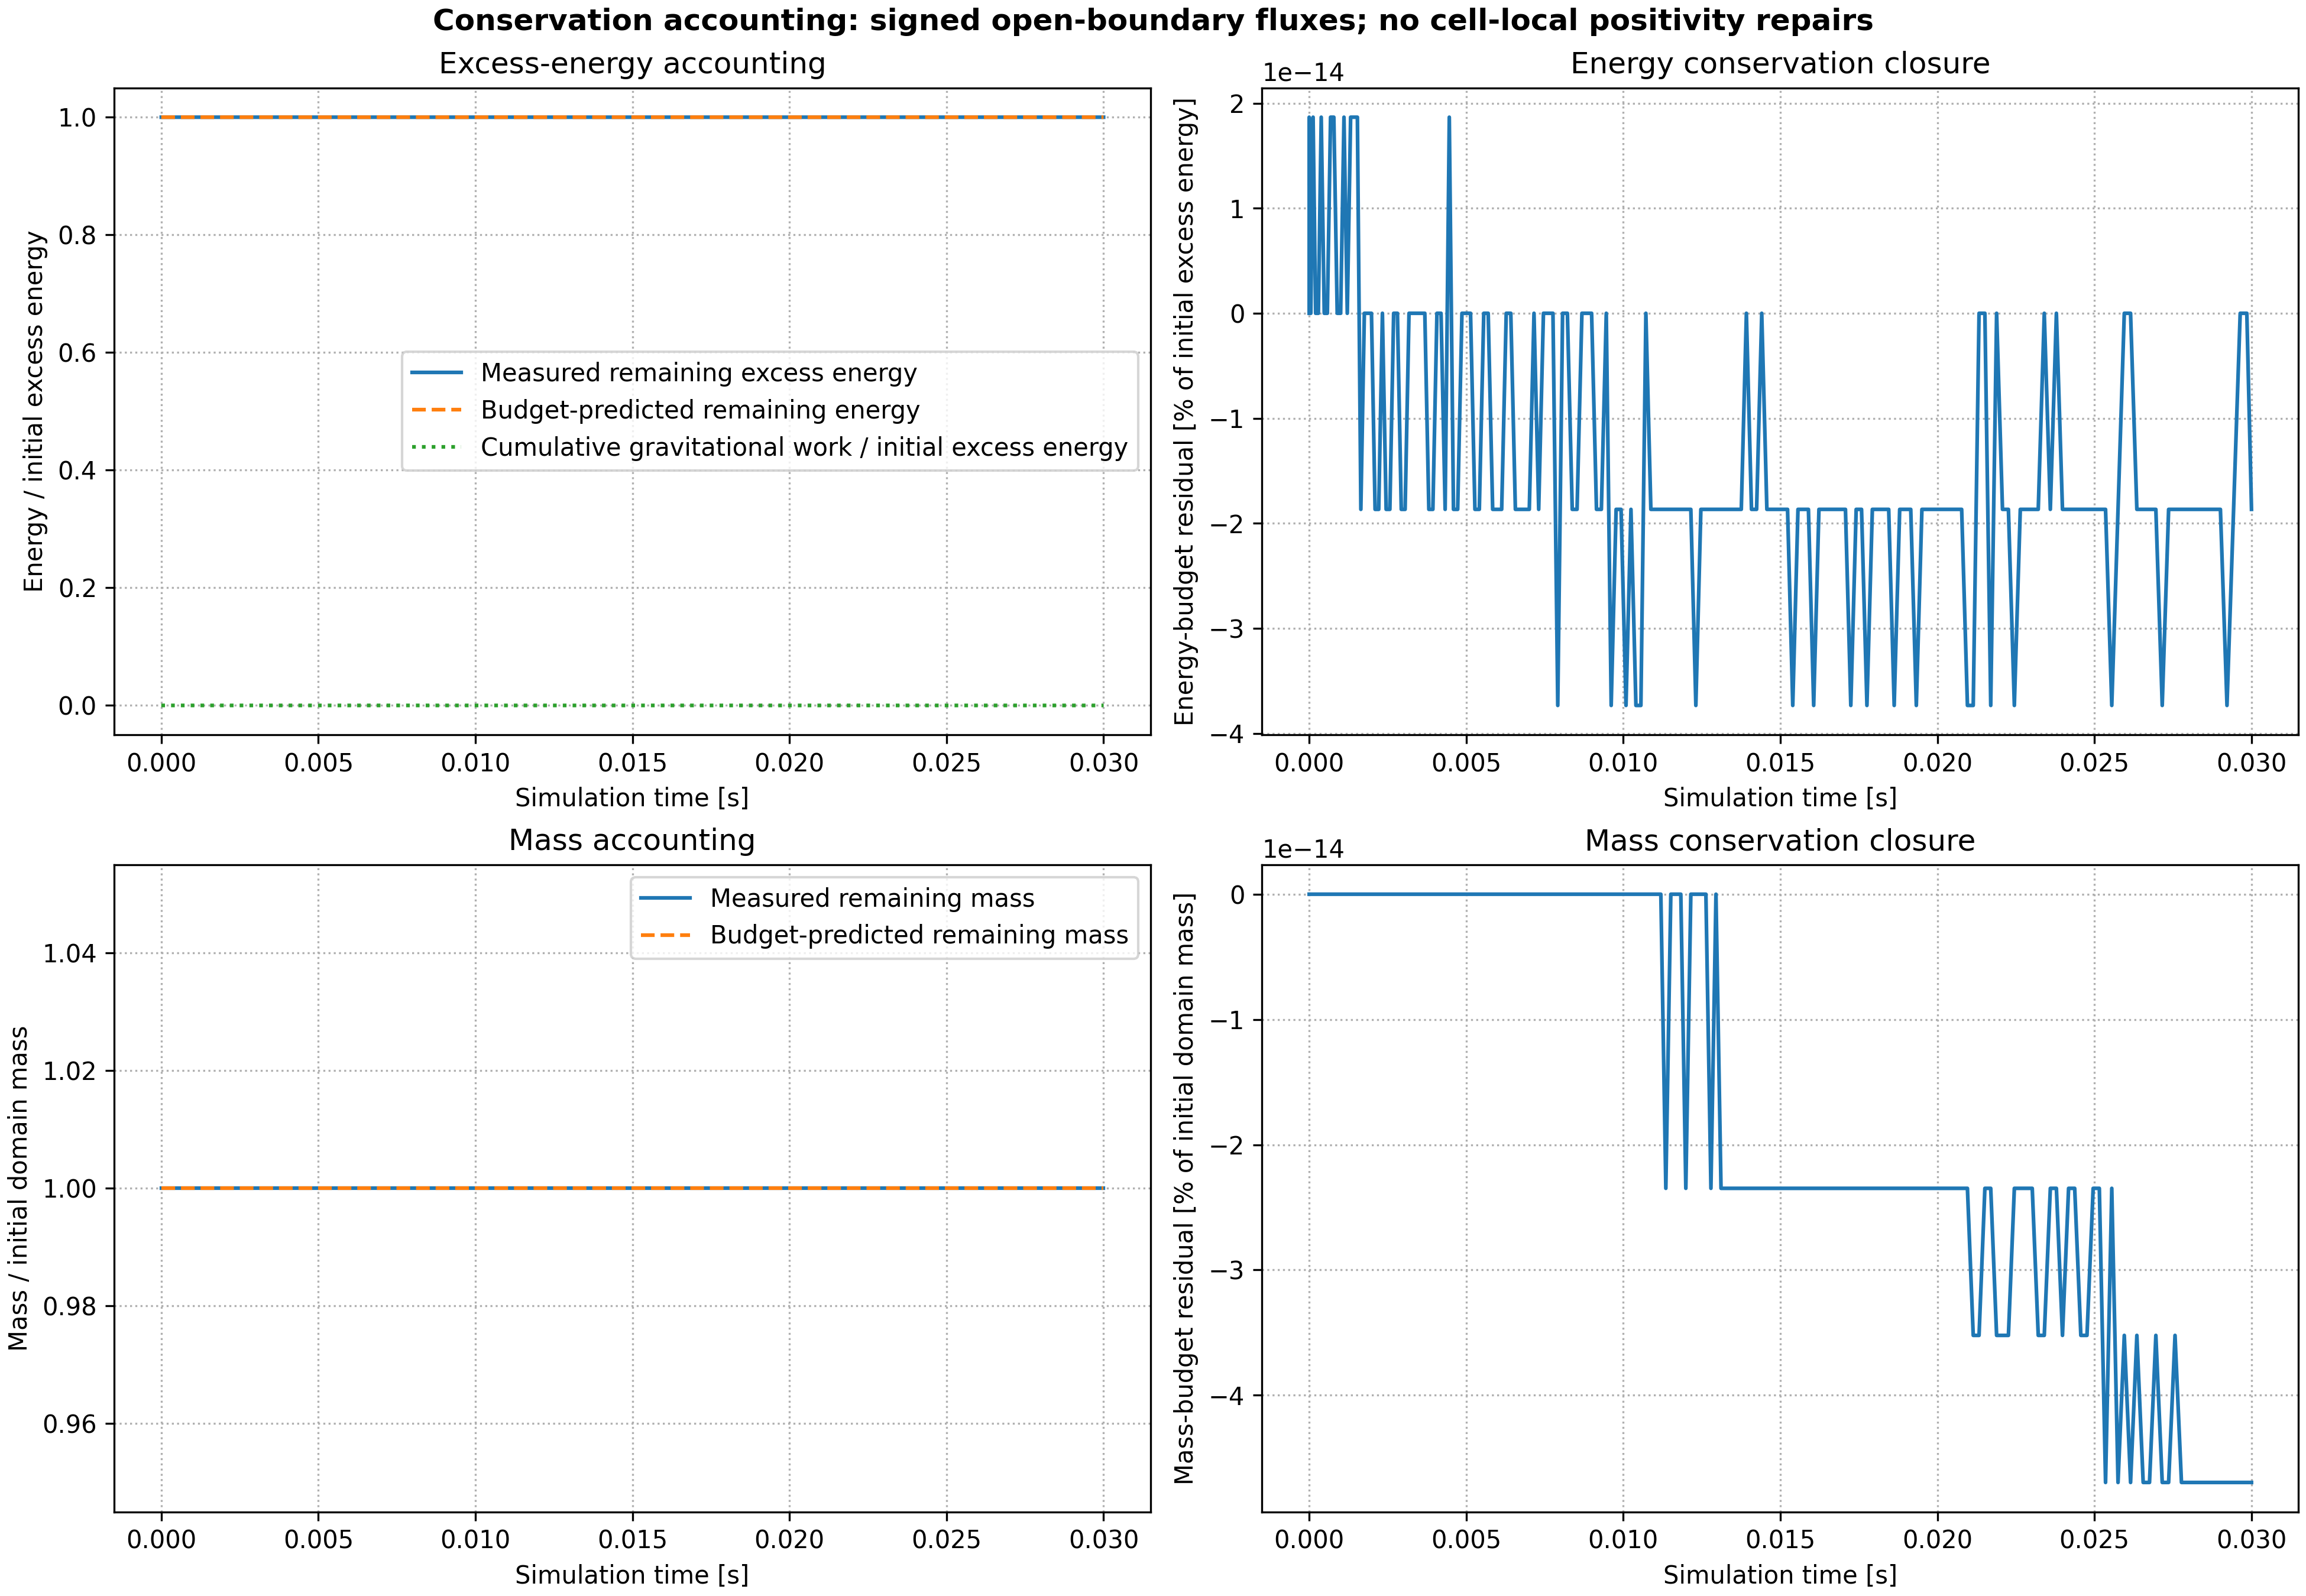 Conservation accounting: signed open-boundary fluxes; no cell-local positivity repairs
Excess-energy accounting
Energy / initial excess energy
1.0
0.8
0.6
0.4
0.2
0.0
Measured remaining excess energy
Budget-predicted remaining energy
Cumulative gravitational work / initial excess energy
0.000 0.005 0.010 0.015 0.020 0.025 0.030
Simulation time [s]
Energy conservation closure
1e−14
Energy-budget residual [% of initial excess energy]
2
1
0
−1
−2
−3
−4
0.000 0.005 0.010 0.015 0.020 0.025 0.030
Simulation time [s]
Mass accounting
Mass / initial domain mass
Measured remaining mass
Budget-predicted remaining mass
1.04
1.02
1.00
0.98
0.96
0.000 0.005 0.010 0.015 0.020 0.025 0.030
Simulation time [s]
Mass conservation closure
1e−14
Mass-budget residual [% of initial domain mass]
0
−1
−2
−3
−4
0.000 0.005 0.010 0.015 0.020 0.025 0.030
Simulation time [s]